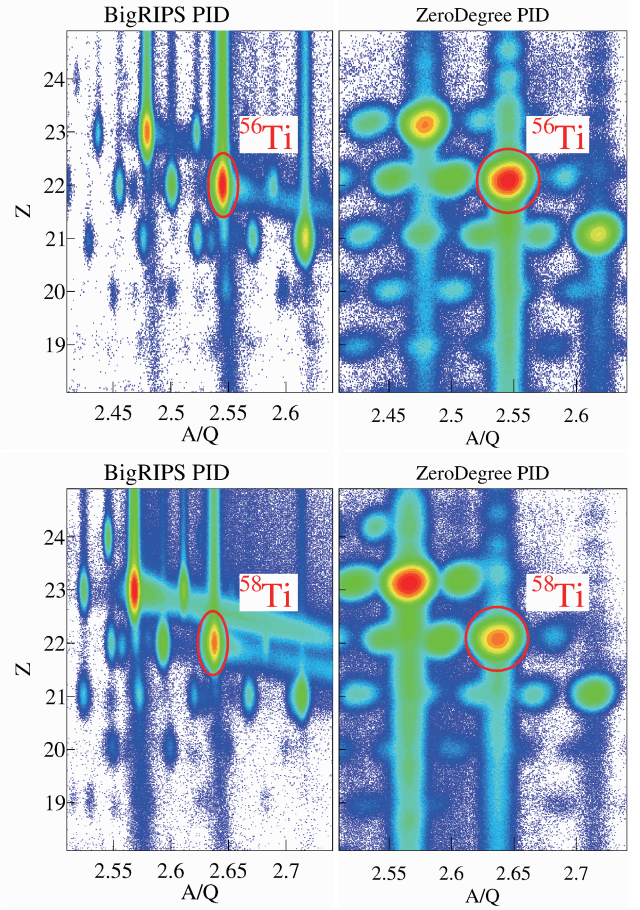 BigRIPS PID
ZeroDegree PID
24
23
22
21
20
19
Z
56Ti
56Ti
2.45
2.5
2.55
2.6
2.45
2.5
2.55
2.6
A/Q
A/Q
BigRIPS PID
ZeroDegree PID
24
23
22
21
20
19
Z
58Ti
58Ti
2.55
2.6
2.65
2.7
2.55
2.6
2.65
2.7
A/Q
A/Q